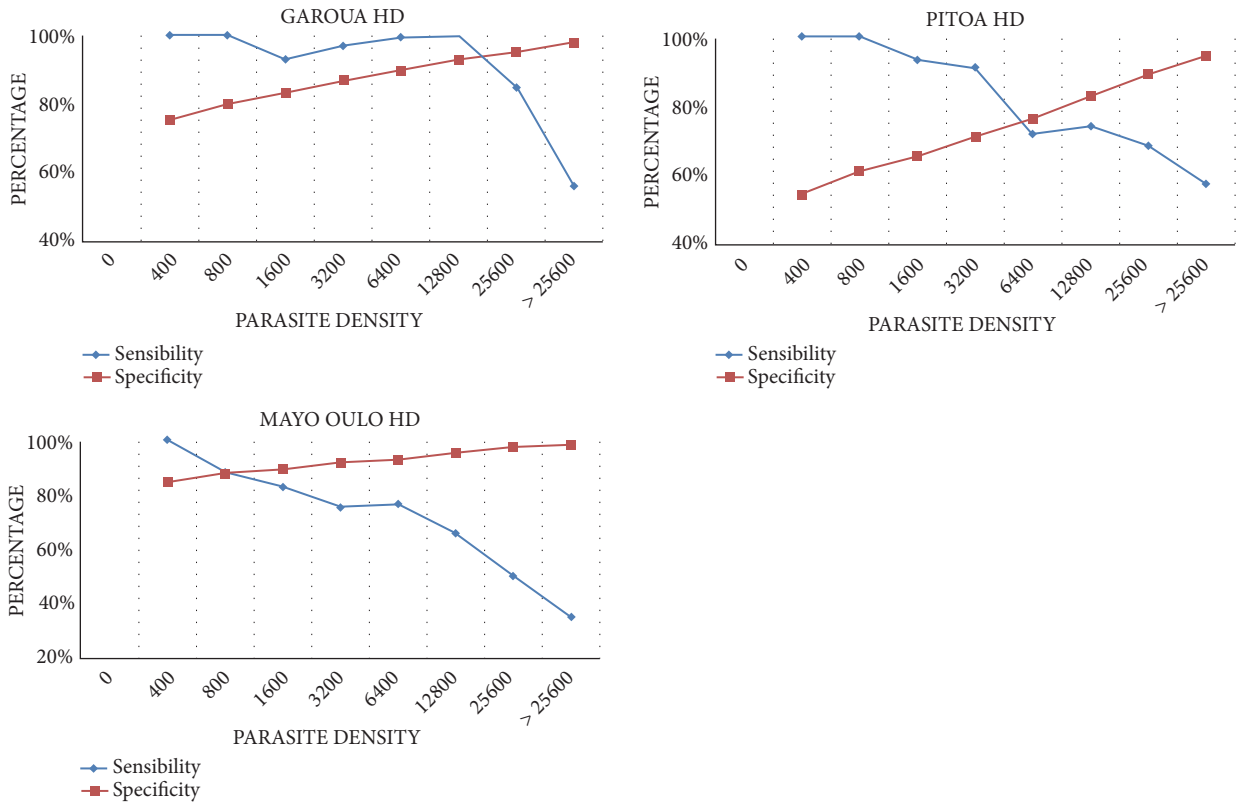 GAROUA HD
100%
80%
60%
40%
PERCENTAGE
0
400
800
1600
3200
6400
12800
25600
> 25600
PARASITE DENSITY
Sensibility
Specificity
PITOA HD
100%
80%
60%
40%
PERCENTAGE
0
400
800
1600
3200
6400
12800
25600
> 25600
PARASITE DENSITY
Sensibility
Specificity
MAYO OULO HD
100%
80%
60%
40%
20%
PERCENTAGE
0
400
800
1600
3200
6400
12800
25600
> 25600
PARASITE DENSITY
Sensibility
Specificity